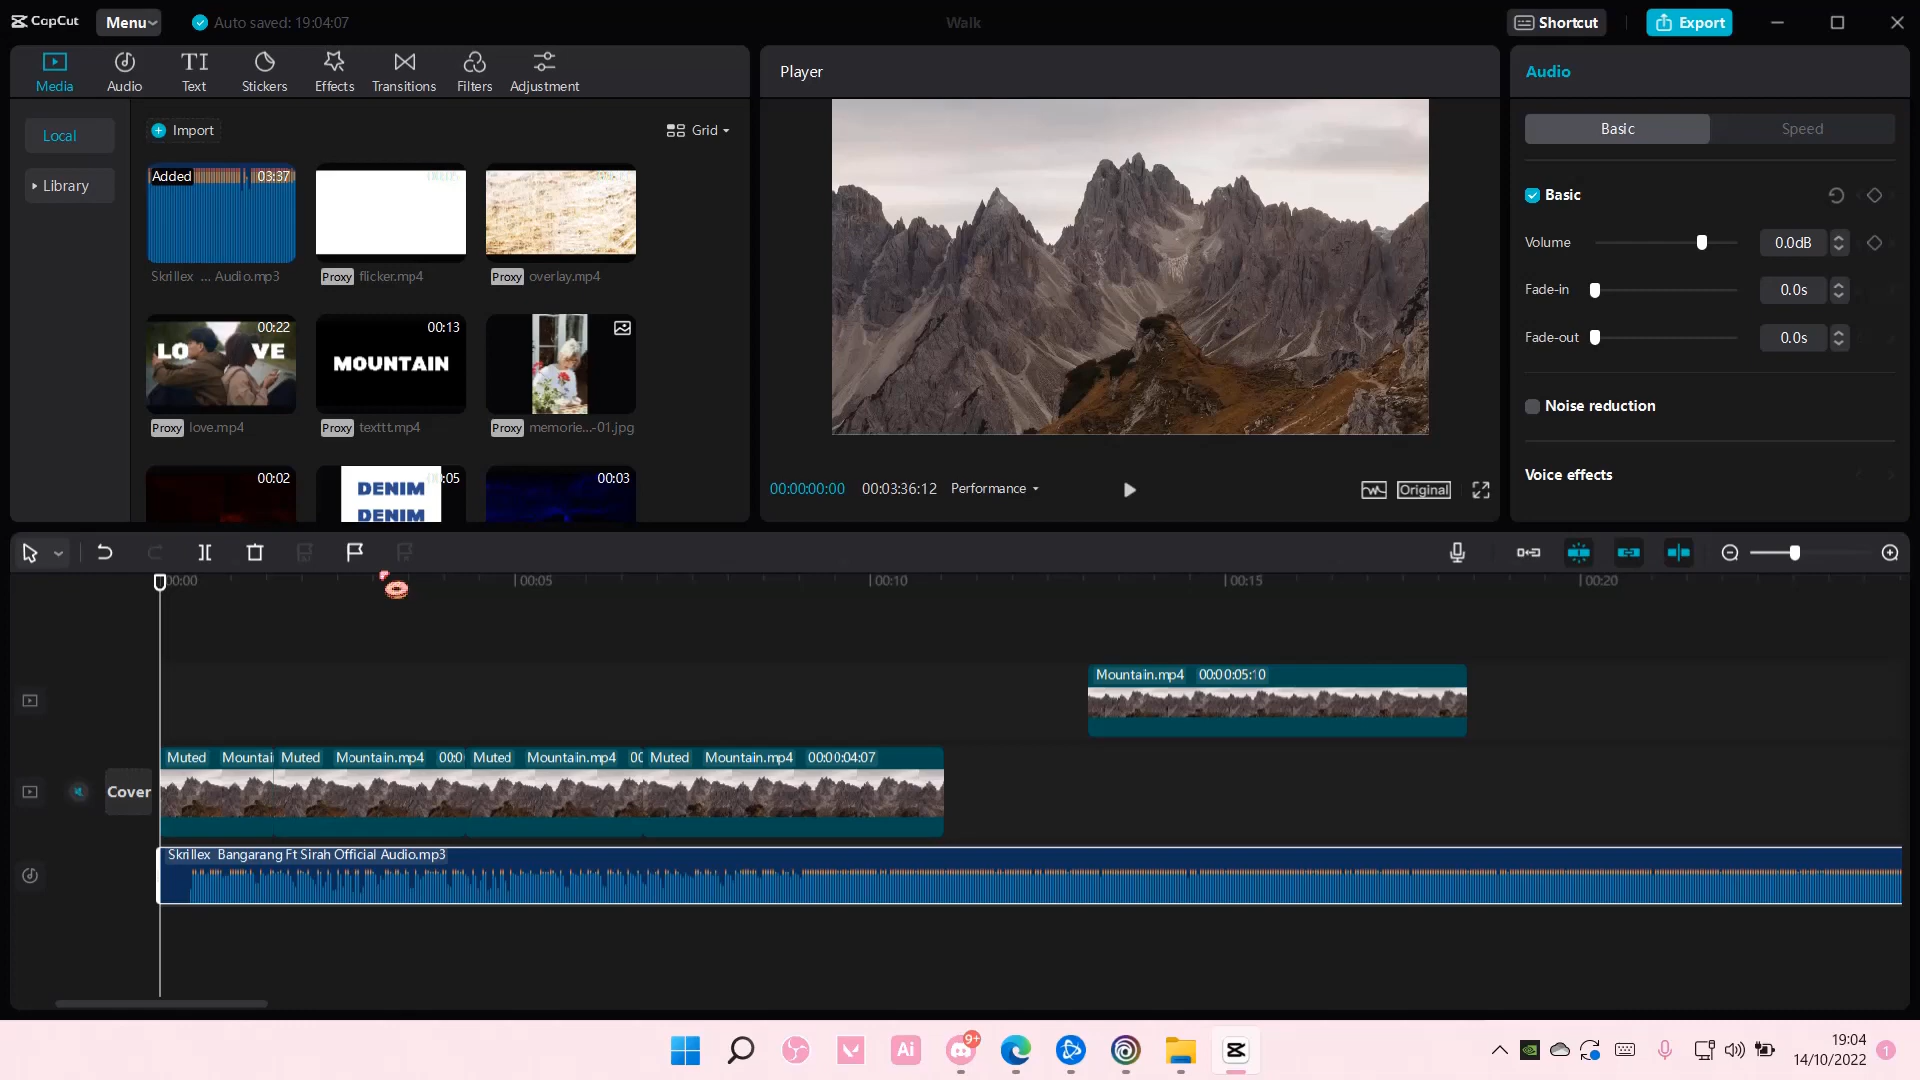 CapCut Menu Auto saved: 19:04:07 Walk Shortcut Export
Media Audio Text Stickers Effects Transitions Filters Adjustment
Local
Library
Import Grid
Added 03:37
Skrillex ... Audio.mp3 Proxy flicker.mp4 Proxy overlay.mp4
00:22 00:13
LO VE MOUNTAIN
Proxy love.mp4 Proxy texttt.mp4 Proxy memorie...-01.jpg
00:02 :05 00:03
DENIM
DENIM
Player
00:00:00:00 00:03:36:12 Performance Original
Audio
Basic Speed
Basic
Volume 0.0dB
Fade-in 0.0s
Fade-out 0.0s
Noise reduction
Voice effects
00:00 00:05 00:10 00:15 00:20
Mountain.mp4 00:00:05:10
Muted Mountai Muted Mountain.mp4 00:0 Muted Mountain.mp4 00 Muted Mountain.mp4 00:00:04:07
Cover
Skrillex Bangarang Ft Sirah Official Audio.mp3
Ai 9+
19:04
14/10/2022 1